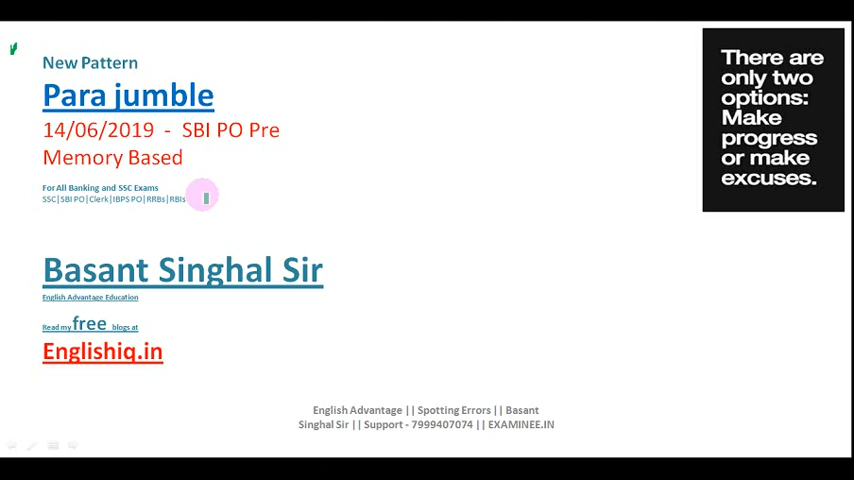 New Pattern
Para jumble
14/06/2019 - SBI PO Pre
Memory Based
For All Banking and SSC Exams
SSC|SBI PO|Clerk|IBPS PO|RRBs|RBIs
Basant Singhal Sir
English Advantage Education
Read my free blogs at
Englishiq.in
There are
only two
options:
Make
progress
or make
excuses.
English Advantage || Spotting Errors || Basant
Singhal Sir || Support - 7999407074 || EXAMINEE.IN